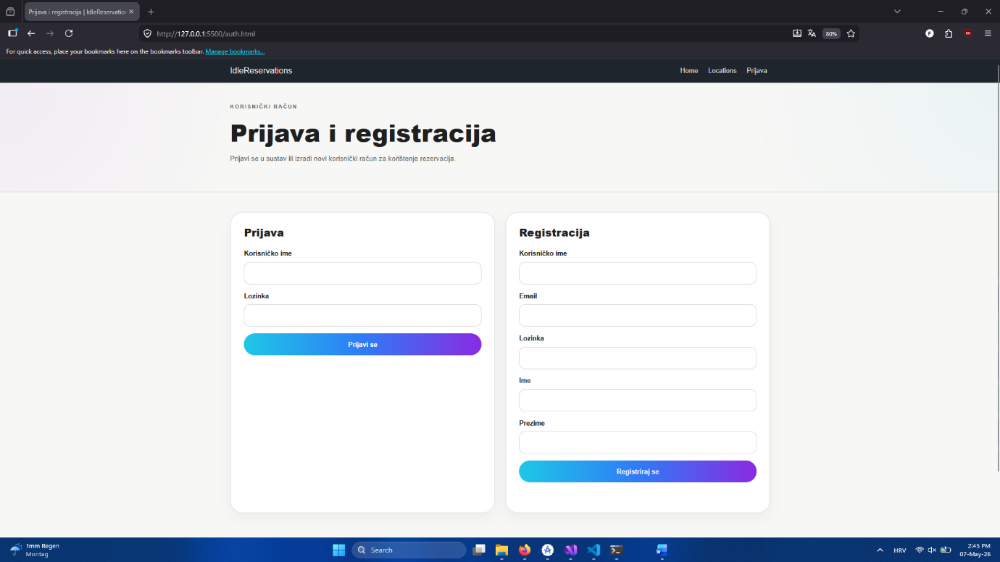 Prijava i registracija | IdleReservation
http://127.0.0.1:5500/auth.html
80%
For quick access, place your bookmarks here on the bookmarks toolbar. Manage bookmarks...
IdleReservations
Home
Locations
Prijava
KORISNIČKI RAČUN
Prijava i registracija
Prijavi se u sustav ili izradi novi korisnički račun za korištenje rezervacija.
Prijava
Korisničko ime
Lozinka
Prijavi se
Registracija
Korisničko ime
Email
Lozinka
Ime
Prezime
Registriraj se
1mm Regen
Montag
Search
HRV
2:45 PM
07-May-26